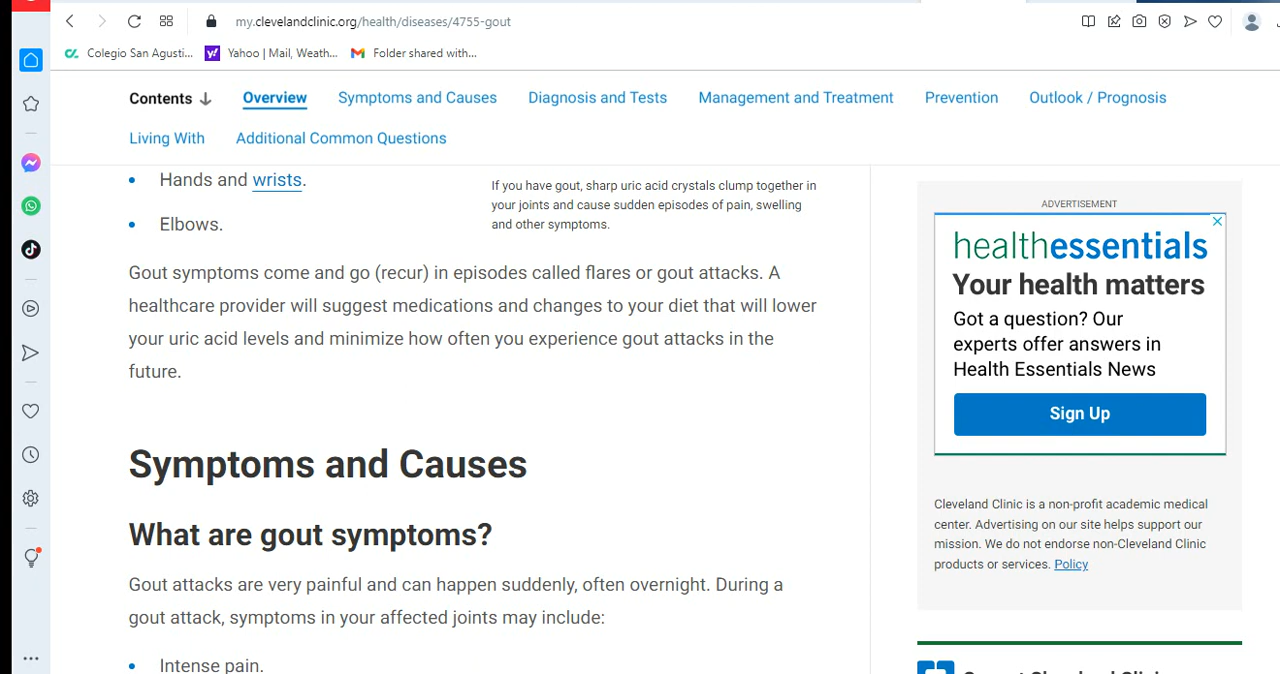 my.clevelandclinic.org/health/diseases/4755-gout
Colegio San Agusti... Yahoo | Mail, Weath... Folder shared with...
Contents Overview Symptoms and Causes Diagnosis and Tests Management and Treatment Prevention Outlook / Prognosis
Living With Additional Common Questions
Hands and wrists.
Elbows.
If you have gout, sharp uric acid crystals clump together in
your joints and cause sudden episodes of pain, swelling
and other symptoms.
Gout symptoms come and go (recur) in episodes called flares or gout attacks. A
healthcare provider will suggest medications and changes to your diet that will lower
your uric acid levels and minimize how often you experience gout attacks in the
future.
Symptoms and Causes
What are gout symptoms?
Gout attacks are very painful and can happen suddenly, often overnight. During a
gout attack, symptoms in your affected joints may include:
Intense pain.
ADVERTISEMENT
healthessentials
Your health matters
Got a question? Our
experts offer answers in
Health Essentials News
Sign Up
Cleveland Clinic is a non-profit academic medical
center. Advertising on our site helps support our
mission. We do not endorse non-Cleveland Clinic
products or services. Policy